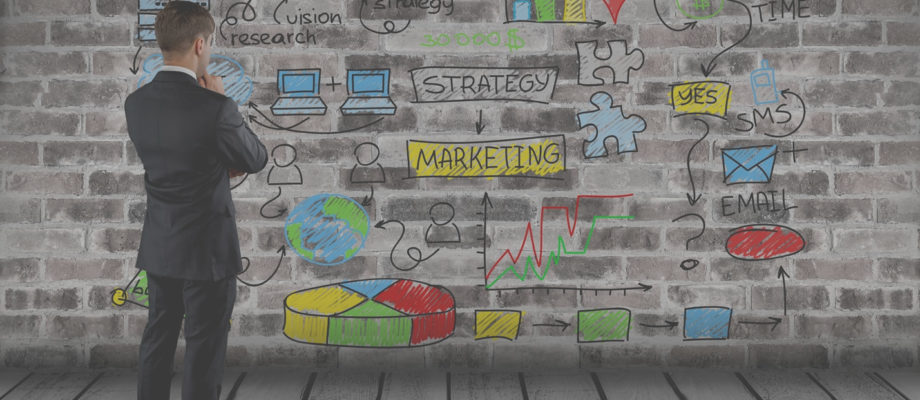 vision
research
strategy
30 000 $
TIME
STRATEGY
YES
SMS
MARKETING
EMAIL